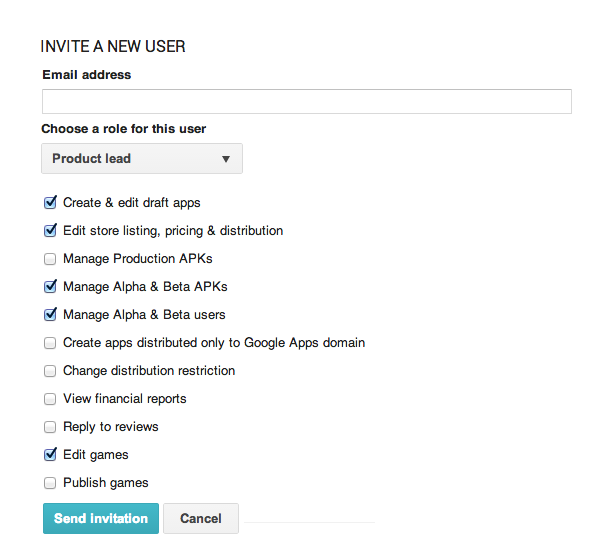 INVITE A NEW USER
Email address
Choose a role for this user
Product lead
Create & edit draft apps
Edit store listing, pricing & distribution
Manage Production APKs
Manage Alpha & Beta APKs
Manage Alpha & Beta users
Create apps distributed only to Google Apps domain
Change distribution restriction
View financial reports
Reply to reviews
Edit games
Publish games
Send invitation Cancel